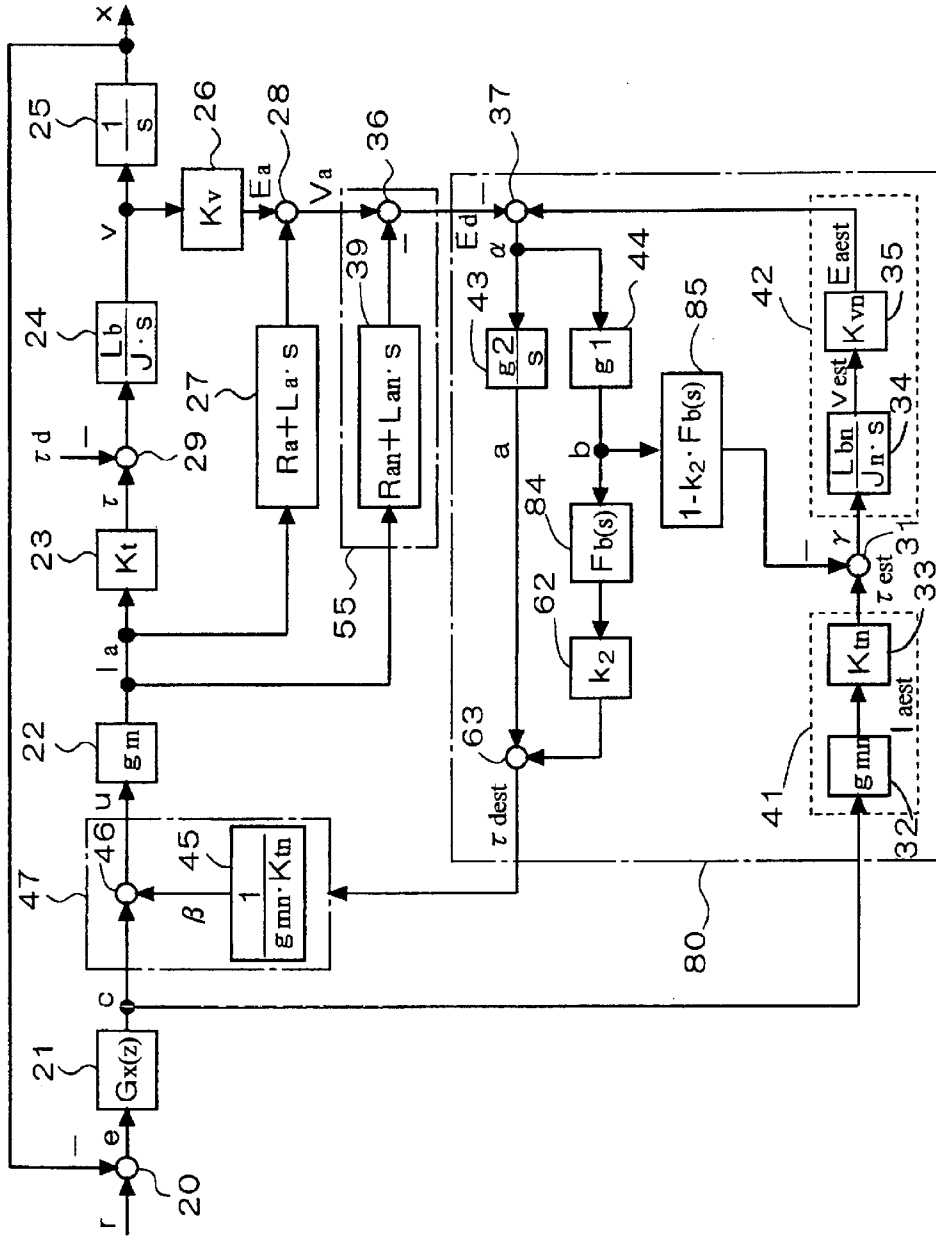 r
20
−
e
21
Gx(z)
c
47
46
u
β
45
1
gmn· Ktn
22
gm
Ia
23
Kt
τ
τ d
−
29
24
Lb
J· s
v
25
1
s
x
26
Kv
Ea
28
Va
27
Ra+La· s
36
−
39
Ran+Lan· s
55
Ed
−
37
α
43
g2
s
44
g1
a
b
84
Fb(s)
85
1-k2· Fb(s)
62
k2
63
τ dest
80
41
gmn
32
Iaest
Ktn
33
τ est
31
−
γ
42
Lbn
Jn· s
34
vest
Kvn
35
Eaest